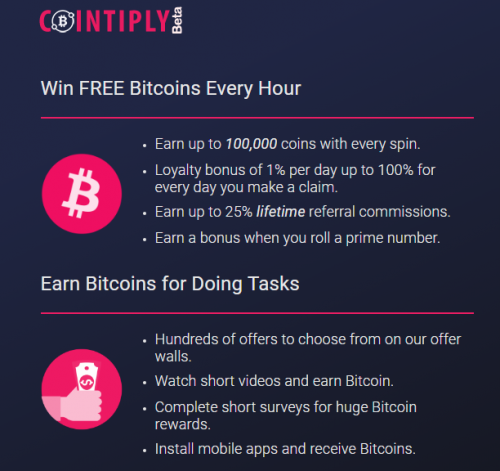 COINTIPLY Beta
Win FREE Bitcoins Every Hour
Earn up to 100,000 coins with every spin.
Loyalty bonus of 1% per day up to 100% for
every day you make a claim.
Earn up to 25% lifetime referral commissions.
Earn a bonus when you roll a prime number.
Earn Bitcoins for Doing Tasks
Hundreds of offers to choose from on our offer
walls.
Watch short videos and earn Bitcoin.
Complete short surveys for huge Bitcoin
rewards.
Install mobile apps and receive Bitcoins.